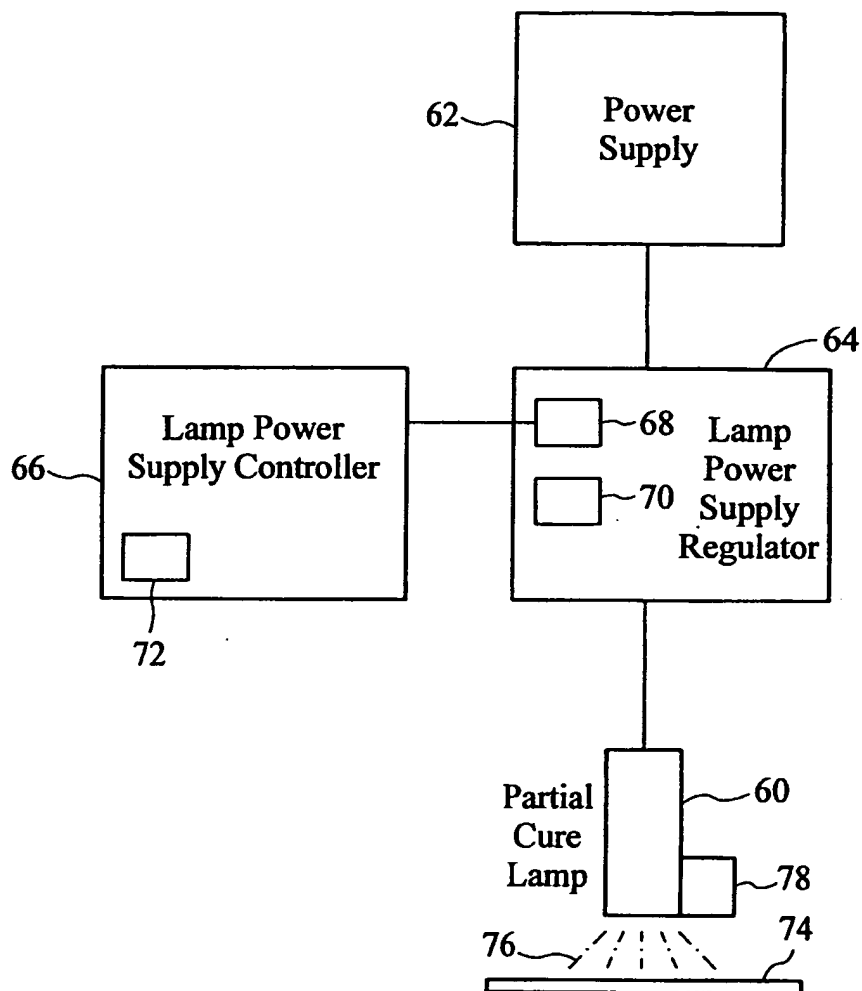 Power
Supply
62
64
Lamp Power
Supply Controller
66
72
68
70
Lamp
Power
Supply
Regulator
Partial
Cure
Lamp
60
78
76
74